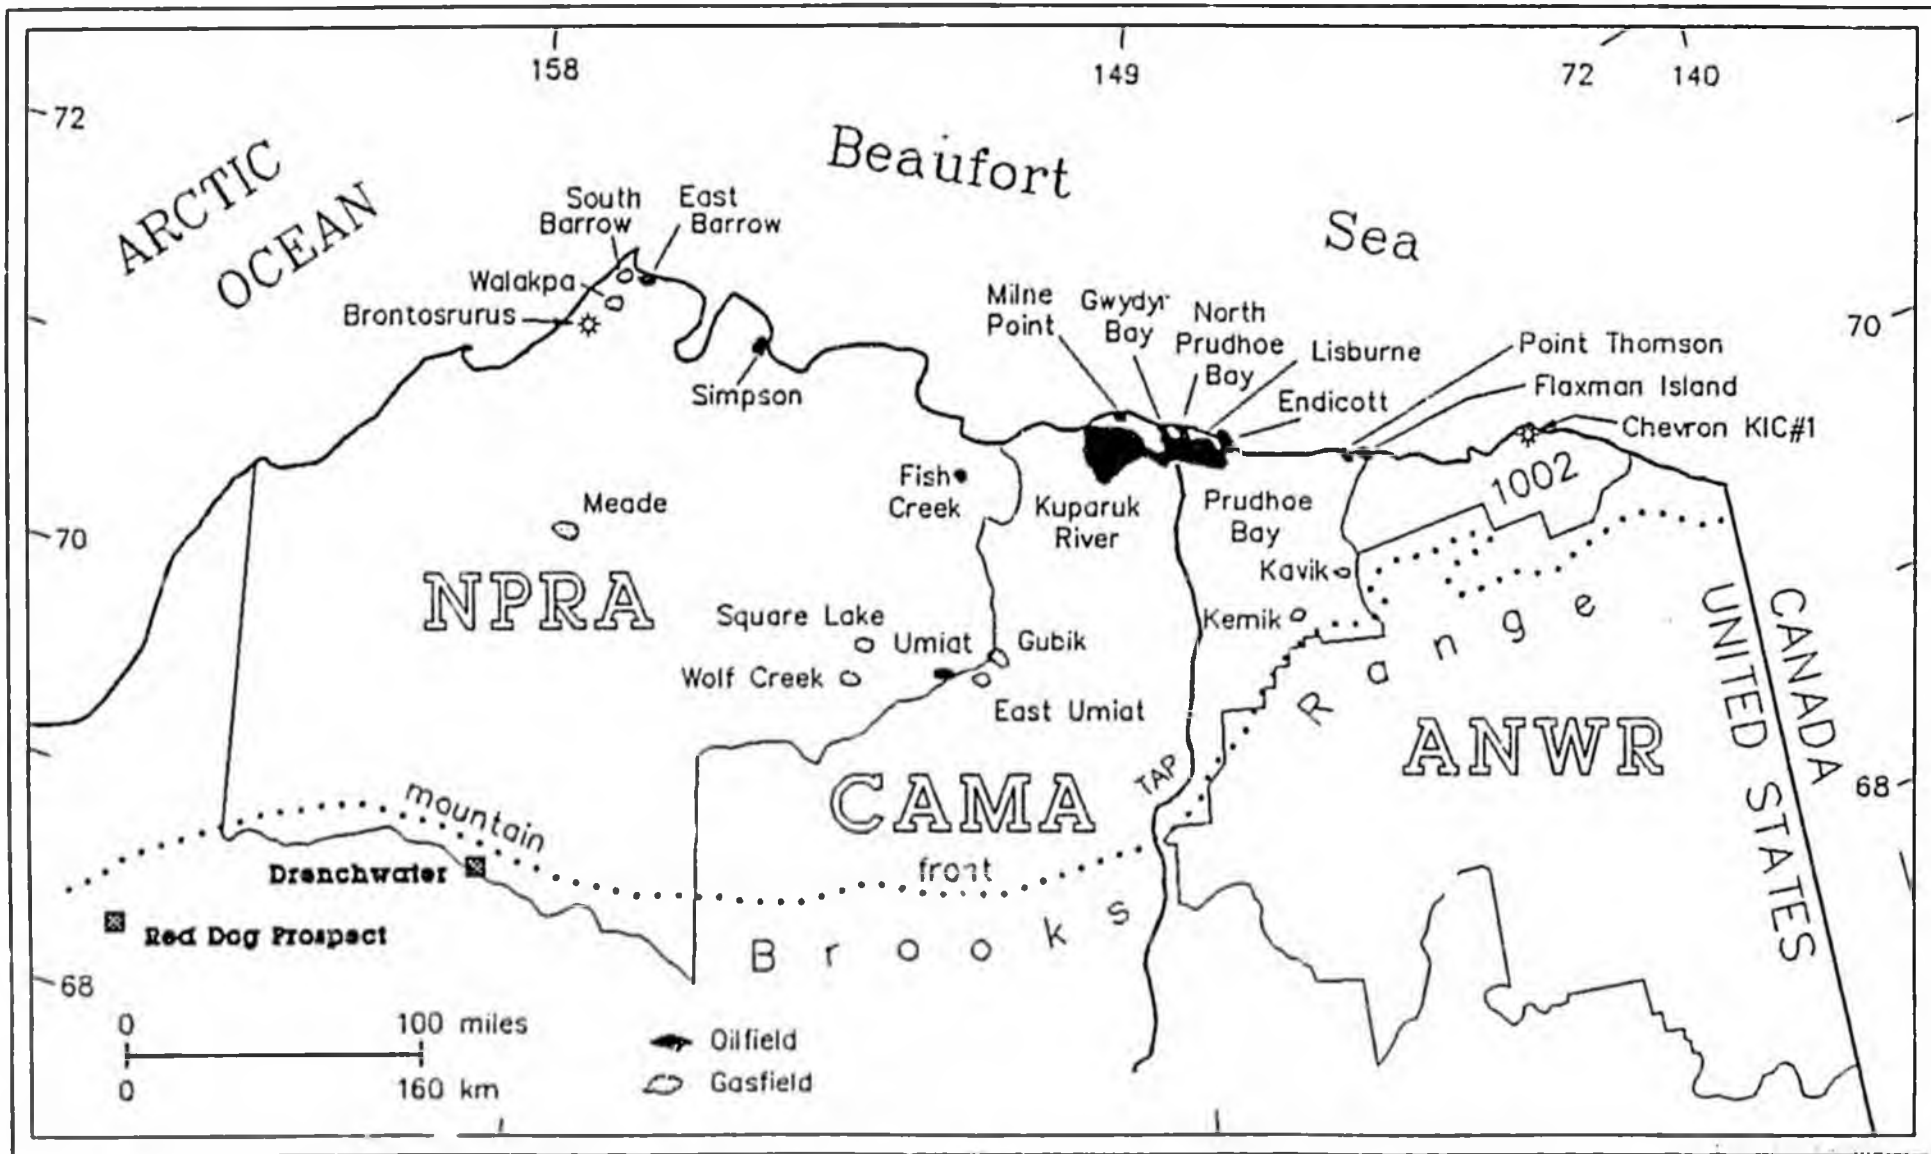 158
149
72
140
72
ARCTIC
OCEAN
Beaufort
Sea
South
Barrow
East
Barrow
Walakpa
Brontosrurus
Simpson
Milne
Point
Gwydyr
Bay
North
Prudhoe
Bay
Lisburne
Endicott
Point Thomson
Flaxman Island
Chevron KIC#1
70
1002
Fish
Creek
Kuparuk
River
Prudhoe
Bay
Kavik
Kemik
Meade
70
NPRA
Square Lake
Umiat
Gubik
Wolf Creek
East Umiat
CAMA
TAP
ANWR
UNITED STATES
CANADA
68
mountain
front
Brooks
Range
Drenchwater
Red Dog Prospect
68
0
100 miles
0
160 km
Oilfield
Gasfield